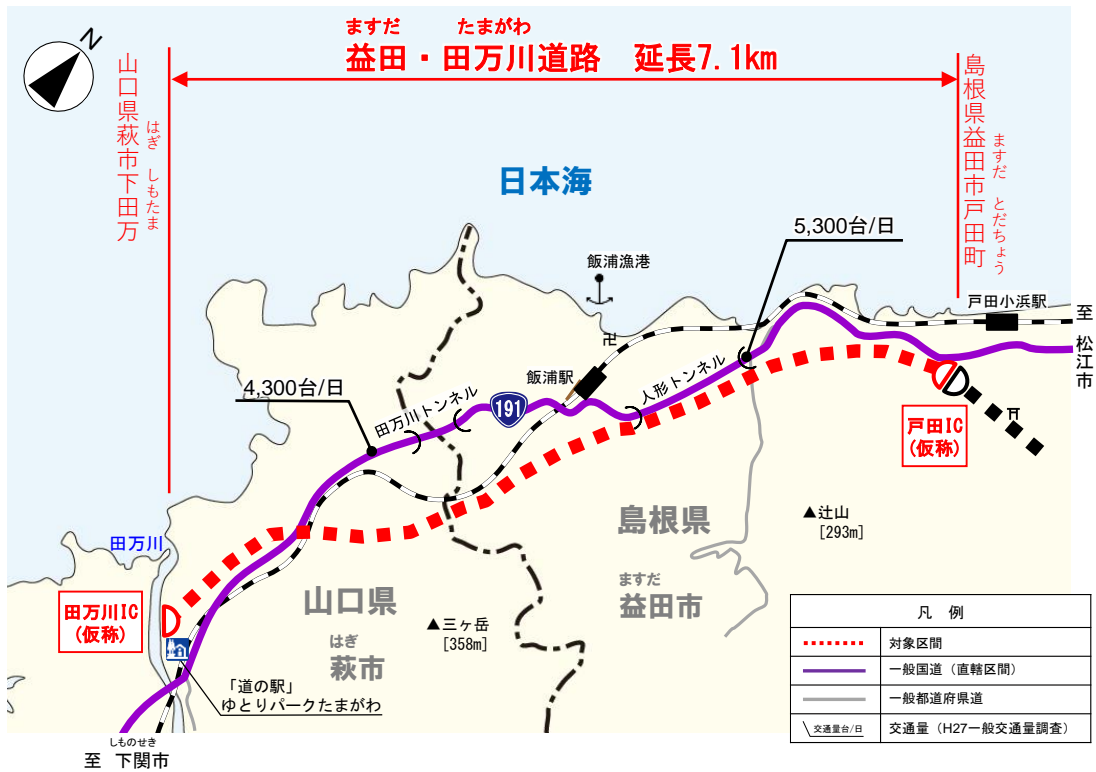 N
ますだ たまがわ
益田・田万川道路 延長7.1km
山口県萩市下田万
はぎ しもたま
島根県益田市戸田町
ますだ とだちょう
日本海
5,300台/日
飯浦漁港
戸田小浜駅
至 松江市
4,300台/日
飯浦駅
人形トンネル
191
田万川トンネル
戸田IC
(仮称)
島根県
▲辻山
[293m]
田万川
ますだ
益田市
山口県
田万川IC
(仮称)
▲三ヶ岳
[358m]
はぎ
萩市
「道の駅」
ゆとりパークたまがわ
しものせき
至 下関市
凡 例
対象区間
一般国道（直轄区間）
一般都道府県道
交通量台/日
交通量（H27一般交通量調査）